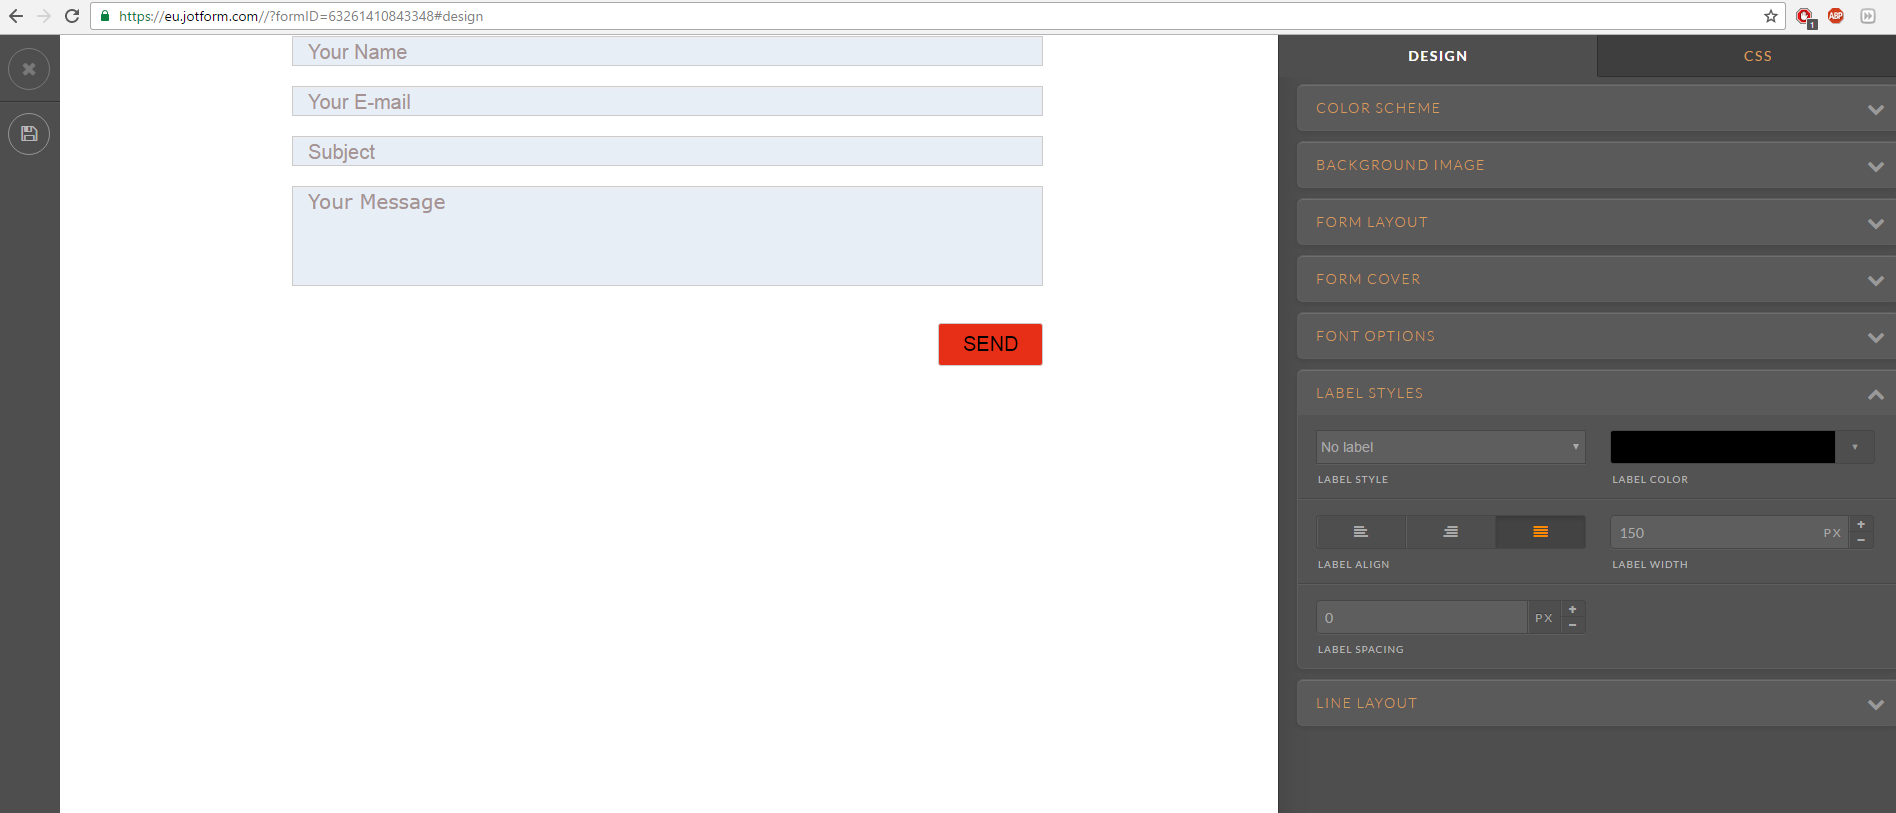 https://eu.jotform.com//?formID=63261410843348#design
1
ABP
Your Name
Your E-mail
Subject
Your Message
SEND
DESIGN
CSS
COLOR SCHEME
BACKGROUND IMAGE
FORM LAYOUT
FORM COVER
FONT OPTIONS
LABEL STYLES
No label
LABEL STYLE
LABEL COLOR
150 PX
LABEL ALIGN
LABEL WIDTH
0 PX
LABEL SPACING
LINE LAYOUT